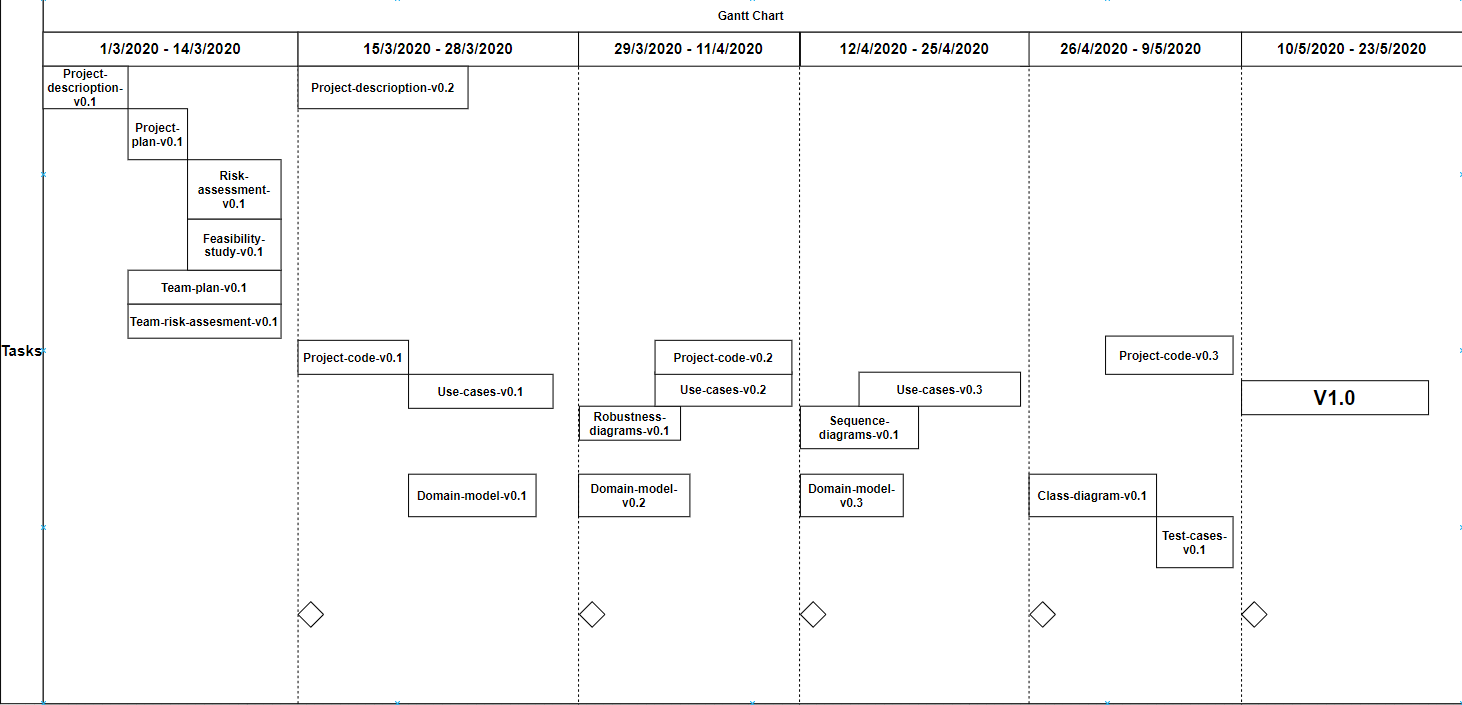 Gantt Chart
1/3/2020 - 14/3/2020
15/3/2020 - 28/3/2020
29/3/2020 - 11/4/2020
12/4/2020 - 25/4/2020
26/4/2020 - 9/5/2020
10/5/2020 - 23/5/2020
Project-
descrioption-
v0.1
Project-descrioption-v0.2
Project-
plan-v0.1
Risk-
assessment-
v0.1
Feasibility-
study-v0.1
Team-plan-v0.1
Team-risk-assesment-v0.1
Tasks
Project-code-v0.1
Project-code-v0.2
Project-code-v0.3
Use-cases-v0.1
Use-cases-v0.2
Use-cases-v0.3
V1.0
Robustness-
diagrams-v0.1
Sequence-
diagrams-v0.1
Domain-model-v0.1
Domain-model-
v0.2
Domain-model-
v0.3
Class-diagram-v0.1
Test-cases-
v0.1